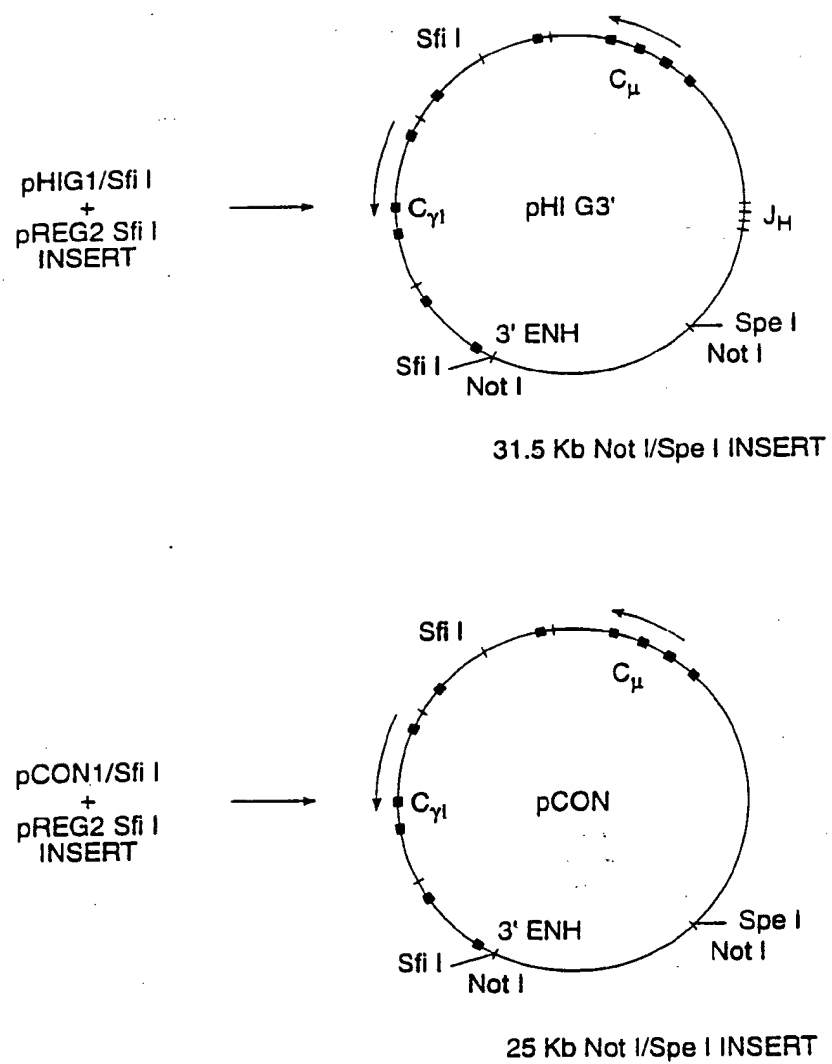 Sfi I
Cμ
pHIG1/Sfi I
+
pREG2 Sfi I
INSERT
CγI
pHI G3'
JH
3' ENH
Spe I
Sfi I
Not I
Not I
31.5 Kb Not I/Spe I INSERT
Sfi I
Cμ
pCON1/Sfi I
+
pREG2 Sfi I
INSERT
CγI
pCON
3' ENH
Spe I
Sfi I
Not I
Not I
25 Kb Not I/Spe I INSERT